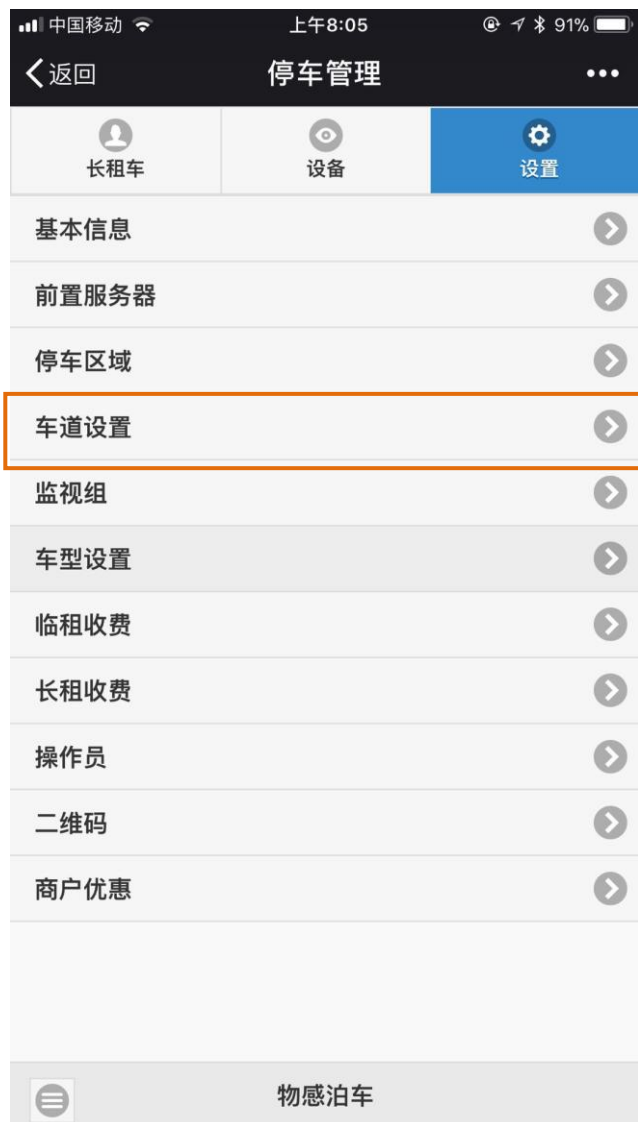 中国移动 上午8:05 91%
返回 停车管理
长租车 设备 设置
基本信息
前置服务器
停车区域
车道设置
监视组
车型设置
临租收费
长租收费
操作员
二维码
商户优惠
物感泊车